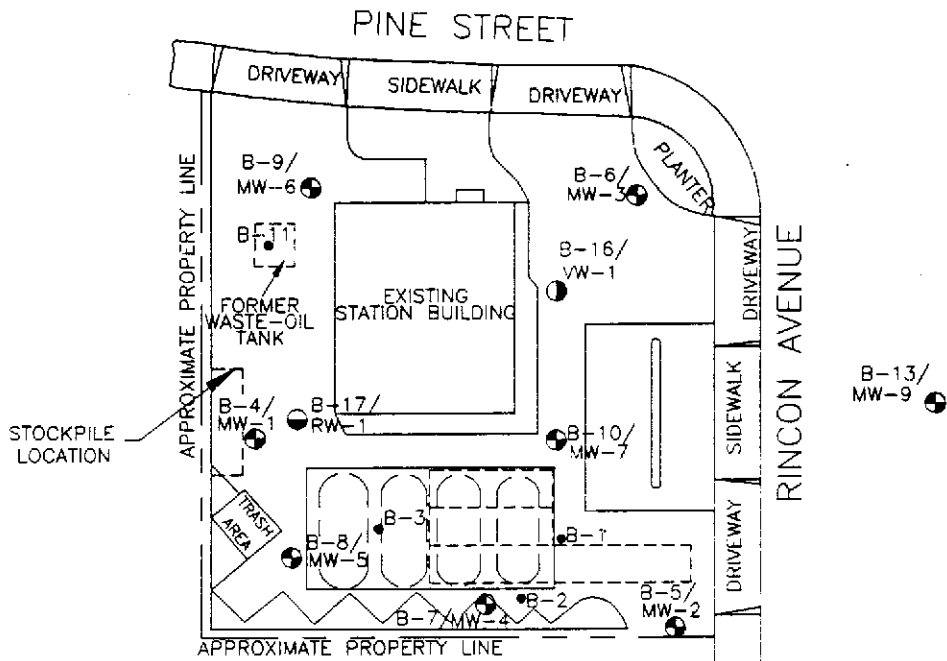 PINE STREET
DRIVEWAY
SIDEWALK
DRIVEWAY
PLANTER
B-9/
MW-6
B-6/
MW-3
B-11
B-16/
VW-1
FORMER
WASTE-OIL
TANK
EXISTING
STATION BUILDING
APPROXIMATE PROPERTY LINE
DRIVEWAY
RINCON AVENUE
SIDEWALK
B-13/
MW-9
STOCKPILE
LOCATION
B-4/
MW-1
B-17/
RW-1
B-10/
MW-7
TRASH
AREA
B-3
B-1
B-8/
MW-5
DRIVEWAY
B-2
B-7/MW-4
B-5/
MW-2
APPROXIMATE PROPERTY LINE